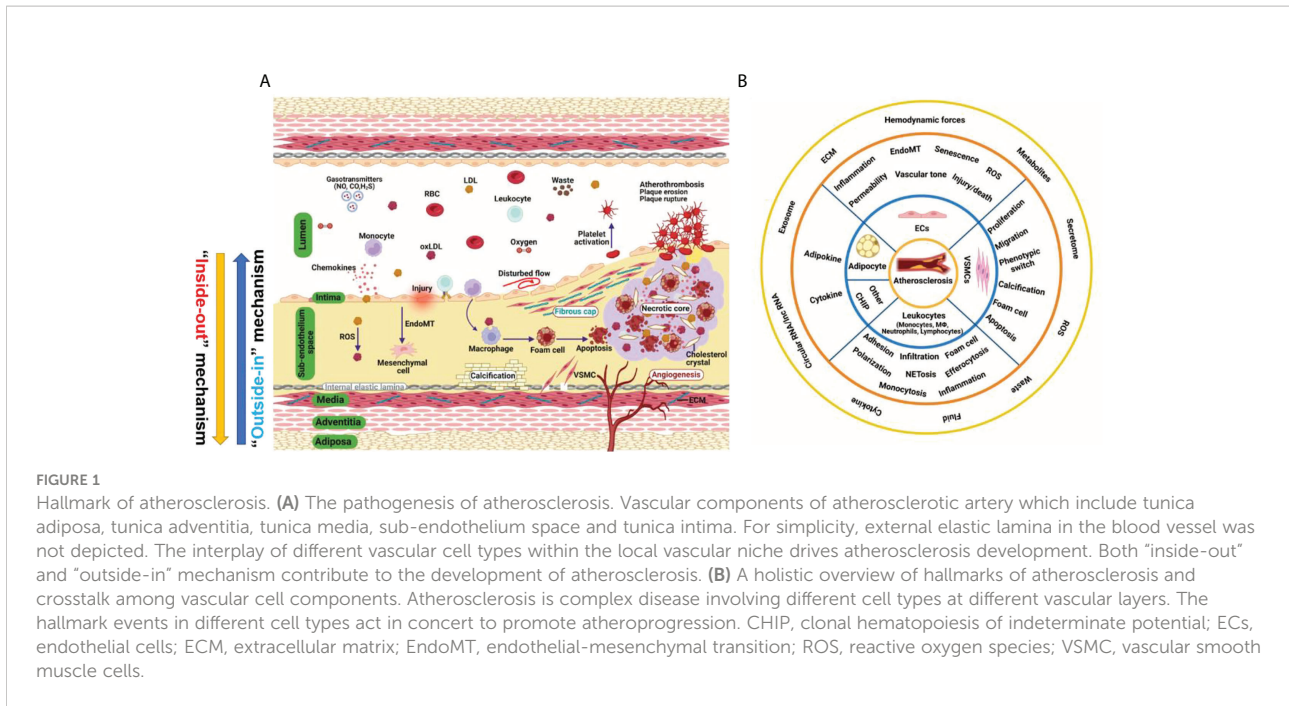 A
B
Gasotransmitters
(NO, CO,H₂S)
LDL
Waste
RBC
Leukocyte
Atherothrombosis
Plaque erosion
Plaque rupture
Lumen
Monocyte
oxLDL
Oxygen
Platelet
activation
Chemokines
Injury
Disturbed flow
Intima
Fibrous cap
Necrotic core
Sub-endothelium
space
ROS
EndoMT
Mesenchymal
cell
Macrophage
Foam cell
Apoptosis
Cholesterol
crystal
Calcification
VSMC
Angiogenesis
Internal elastic lamina
Media
ECM
Adventitia
Adiposa
"Inside-out" mechanism
"Outside-in" mechanism
Hemodynamic forces
Metabolites
Secretome
ROS
Waste
Fluid
Cytokine
Circular RNA/lnc RNA
Exosome
ECM
Inflammation
EndoMT
Senescence
ROS
Permeability
Vascular tone
Injury/death
ECs
Proliferation
Migration
Phenotypic
switch
Calcification
Foam cell
Apoptosis
VSMCs
Adipokine
Adipocyte
Atherosclerosis
Cytokine
Other
CHIP
Leukocytes
(Monocytes, MΦ,
Neutrophils, Lymphocytes)
Adhesion
Infiltration
Foam cell
Polarization
NETosis
Efferocytosis
Monocytosis
Inflammation
FIGURE 1
Hallmark of atherosclerosis. (A) The pathogenesis of atherosclerosis. Vascular components of atherosclerotic artery which include tunica
adiposa, tunica adventitia, tunica media, sub-endothelium space and tunica intima. For simplicity, external elastic lamina in the blood vessel was
not depicted. The interplay of different vascular cell types within the local vascular niche drives atherosclerosis development. Both “inside-out”
and “outside-in” mechanism contribute to the development of atherosclerosis. (B) A holistic overview of hallmarks of atherosclerosis and
crosstalk among vascular cell components. Atherosclerosis is complex disease involving different cell types at different vascular layers. The
hallmark events in different cell types act in concert to promote atheroprogression. CHIP, clonal hematopoiesis of indeterminate potential; ECs,
endothelial cells; ECM, extracellular matrix; EndoMT, endothelial-mesenchymal transition; ROS, reactive oxygen species; VSMC, vascular smooth
muscle cells.